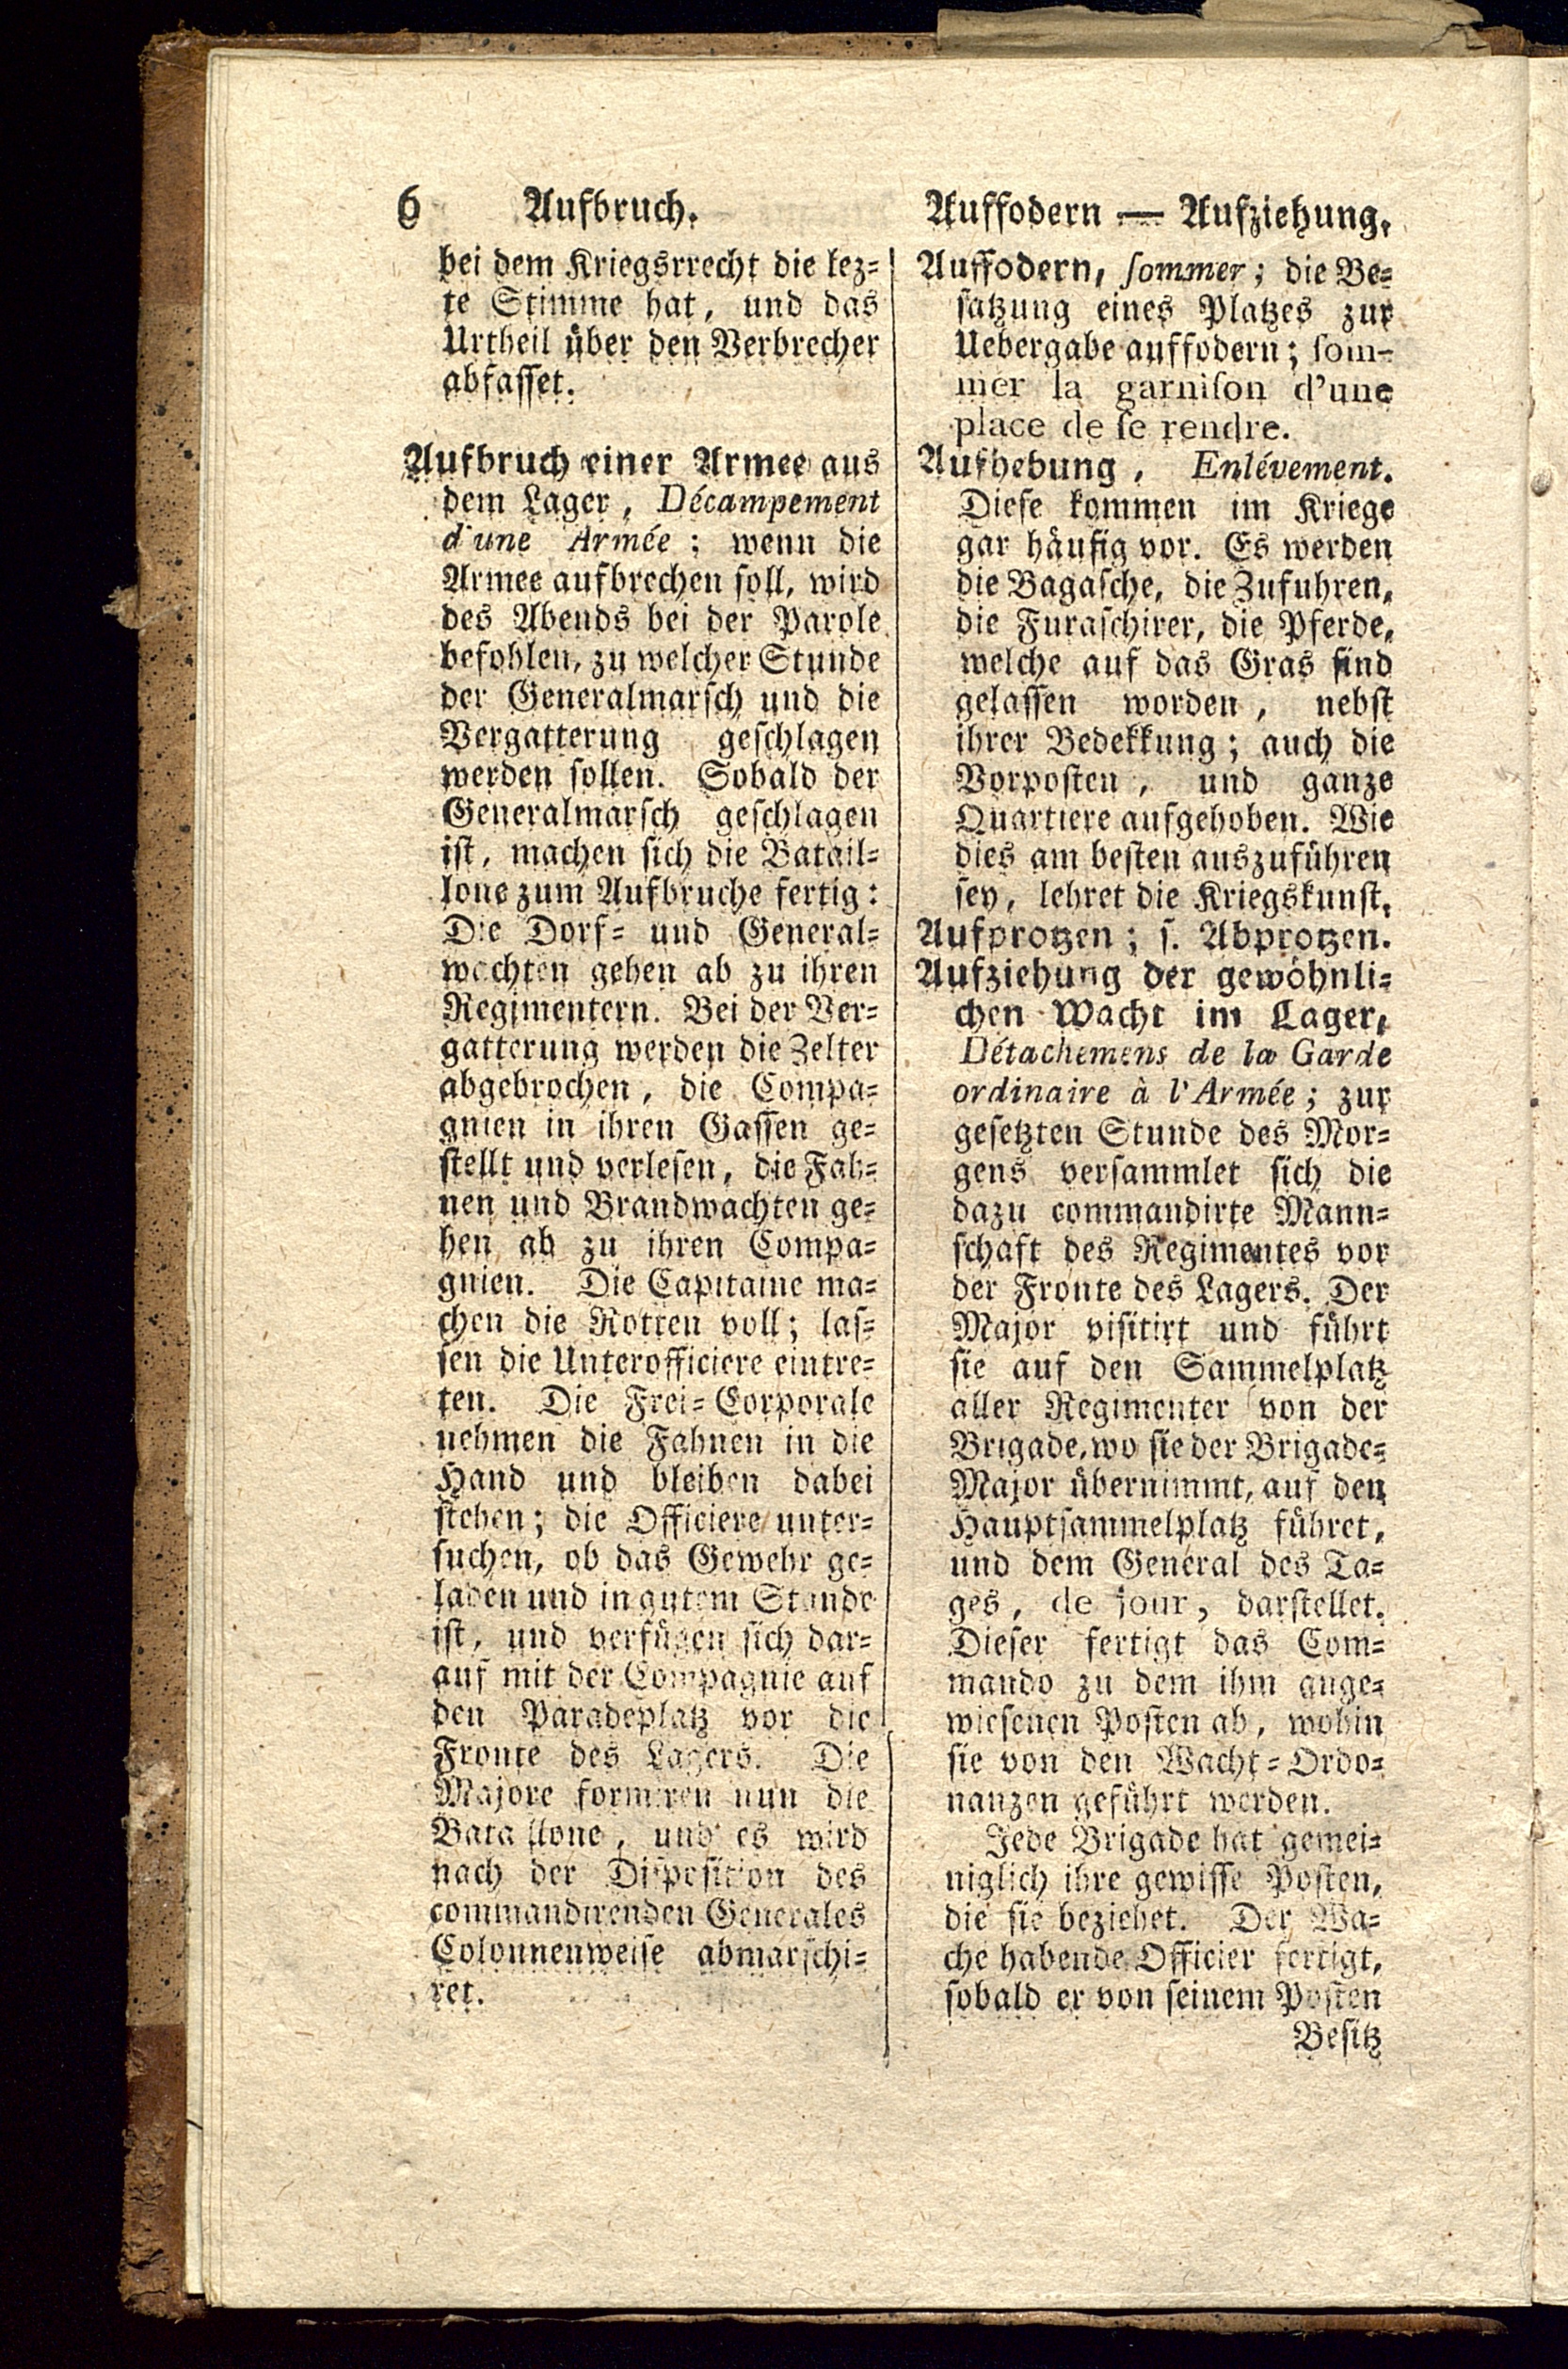 6 Aufbruch.
bei dem Kriegsrrecht die lez-
te Stimme hat, und das
Urtheil über den Verbrecher
abfasset.
Aufbruch einer Armee aus
dem Lager, Décampement
d'une Armée; wenn die
Armee aufbrechen soll, wird
des Abends bei der Parole
befohlen, zu welcher Stunde
der Generalmarsch und die
Vergatterung geschlagen
werden sollen. Sobald der
Generalmarsch geschlagen
ist, machen sich die Batail-
lone zum Aufbruche fertig:
Die Dorf- und General-
wachten gehen ab zu ihren
Regimentern. Bei der Ver-
gatterung werden die Zelter
abgebrochen, die Compa-
gnien in ihren Gassen ge-
stellt und verlesen, die Fah-
nen und Brandwachten ge-
hen ab zu ihren Compa-
gnien. Die Capitaine ma-
chen die Rotten voll; las-
sen die Unterofficiere eintre-
ten. Die Frei-Corporale
nehmen die Fahnen in die
Hand und bleiben dabei
stehen; die Officiere unter-
suchen, ob das Gewehr ge-
laden und in gutem Stande
ist, und verfügen sich dar-
auf mit der Compagnie auf
den Paradeplatz vor die
Fronte des Lagers. Die
Majore formiren nun die
Bataillone, und es wird
nach der Disposition des
commandirenden Generales
Colonnenweise abmarschi-
ret.
Auffodern — Aufziehung.
Auffodern, sommer; die Be-
satzung eines Platzes zur
Uebergabe auffodern; som-
mer la garnison d'une
place de se rendre.
Aufhebung, Enlévement.
Diese kommen im Kriege
gar häufig vor. Es werden
die Bagasche, die Zufuhren,
die Furaschirer, die Pferde,
welche auf das Gras sind
gelassen worden, nebst
ihrer Bedekkung; auch die
Vorposten, und ganze
Quartiere aufgehoben. Wie
dies am besten auszuführen
sey, lehret die Kriegskunst.
Aufprotzen; s. Abprotzen.
Aufziehung der gewöhnli-
chen Wacht im Lager,
Détachemens de la Garde
ordinaire à l'Armée; zur
gesetzten Stunde des Mor-
gens versammlet sich die
dazu commandirte Mann-
schaft des Regimentes vor
der Fronte des Lagers. Der
Major visitirt und führt
sie auf den Sammelplatz
aller Regimenter von der
Brigade, wo sie der Brigade-
Major übernimmt, auf den
Hauptsammelplatz führet,
und dem General des Ta-
ges, de jour, darstellet.
Dieser fertigt das Com-
mando zu dem ihm ange-
wiesenen Posten ab, wohin
sie von den Wacht-Ordo-
nanzen geführt werden.
Jede Brigade hat gemei-
niglich ihre gewisse Posten,
die sie beziehet. Der Wa-
che habende Officier fertigt,
sobald er von seinem Posten
Besitz